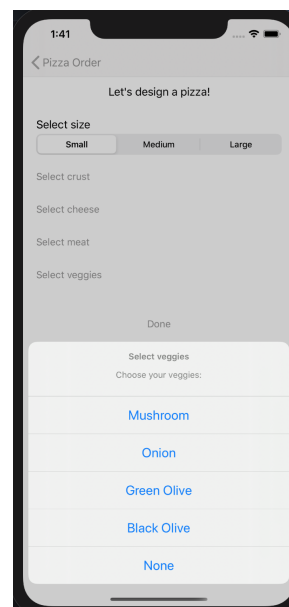 1:41
Pizza Order
Let's design a pizza!
Select size
Small Medium Large
Select crust
Select cheese
Select meat
Select veggies
Done
Select veggies
Choose your veggies:
Mushroom
Onion
Green Olive
Black Olive
None